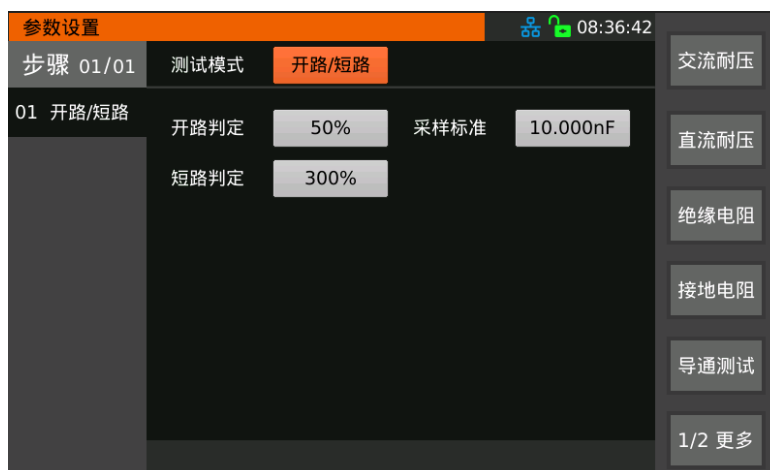 参数设置
08:36:42
步骤 01/01
测试模式
开路/短路
01 开路/短路
开路判定
50%
采样标准
10.000nF
短路判定
300%
交流耐压
直流耐压
绝缘电阻
接地电阻
导通测试
1/2 更多